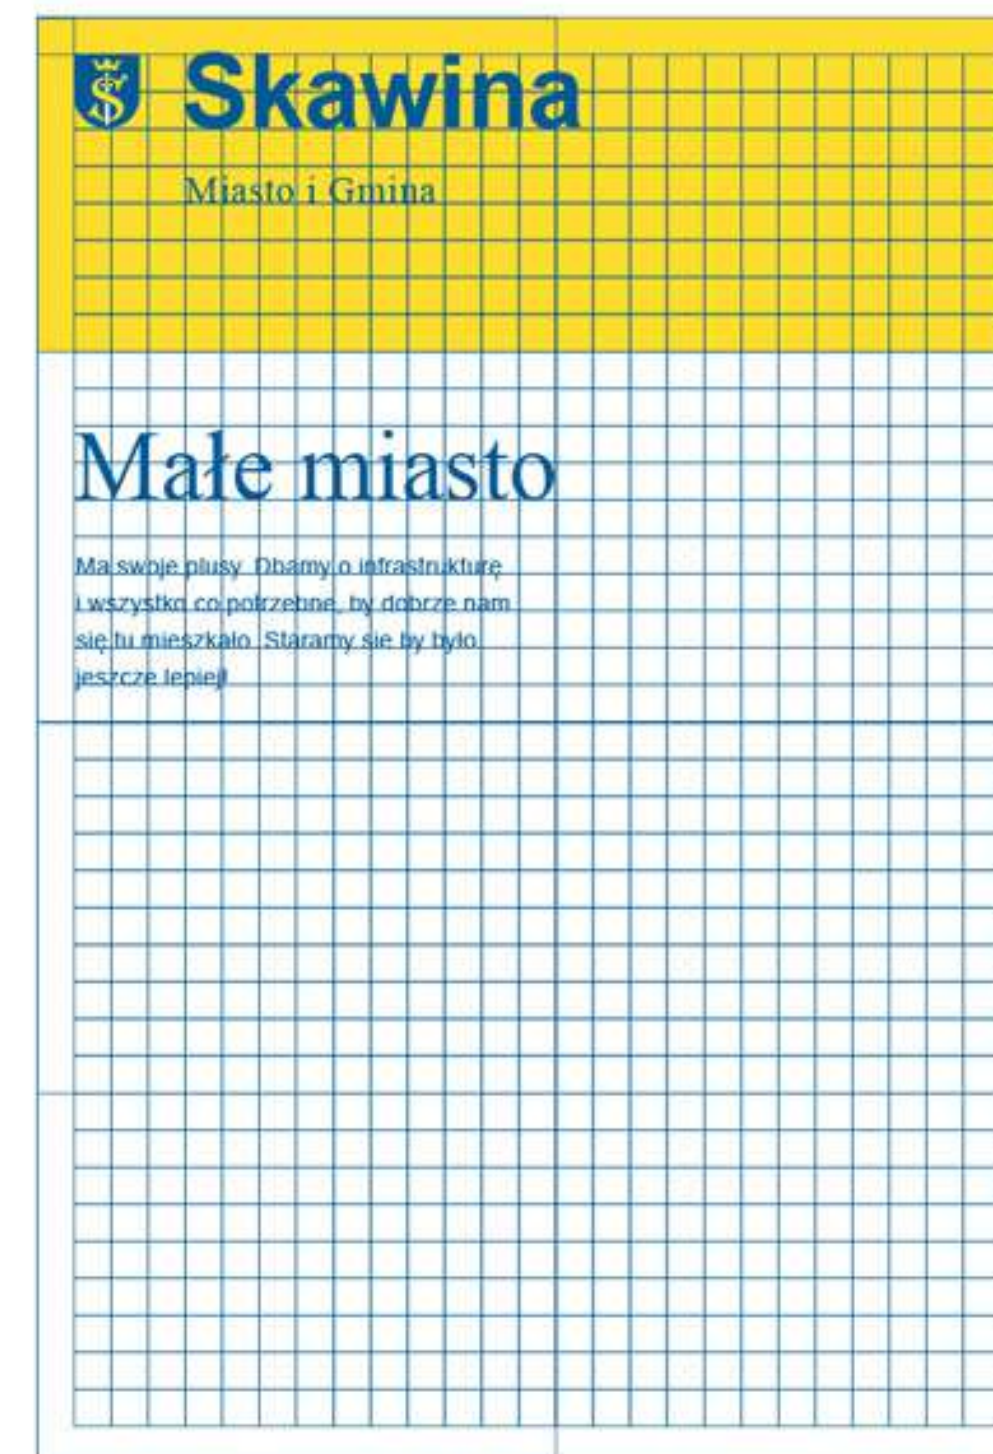 Skawina
Miasto i Gmina
Małe miasto
Ma swoje plusy. Dbamy o infrastrukturę
i wszystko co potrzebne, by dobrze nam
się tu mieszkało. Staramy się by było
jeszcze lepiej!